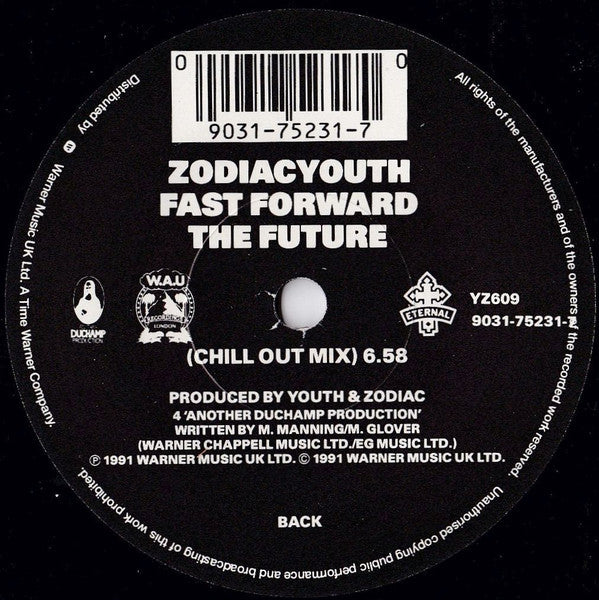 0 0
9031-75231-7
ZODIACYOUTH
FAST FORWARD
THE FUTURE
DUCHAMP
PRODUCTION
W.A.U
RECORDINGS
LONDON
ETERNAL
YZ609
9031-75231-7
(CHILL OUT MIX) 6.58
PRODUCED BY YOUTH & ZODIAC
4 'ANOTHER DUCHAMP PRODUCTION'
WRITTEN BY M. MANNING/M. GLOVER
(WARNER CHAPPELL MUSIC LTD./EG MUSIC LTD.)
℗ 1991 WARNER MUSIC UK LTD. © 1991 WARNER MUSIC UK LTD.
BACK
All rights of the manufacturers and of the owners of the recorded work reserved. Unauthorised copying public performance and broadcasting of this work prohibited. Distributed by Warner Music UK Ltd. A Time Warner Company.